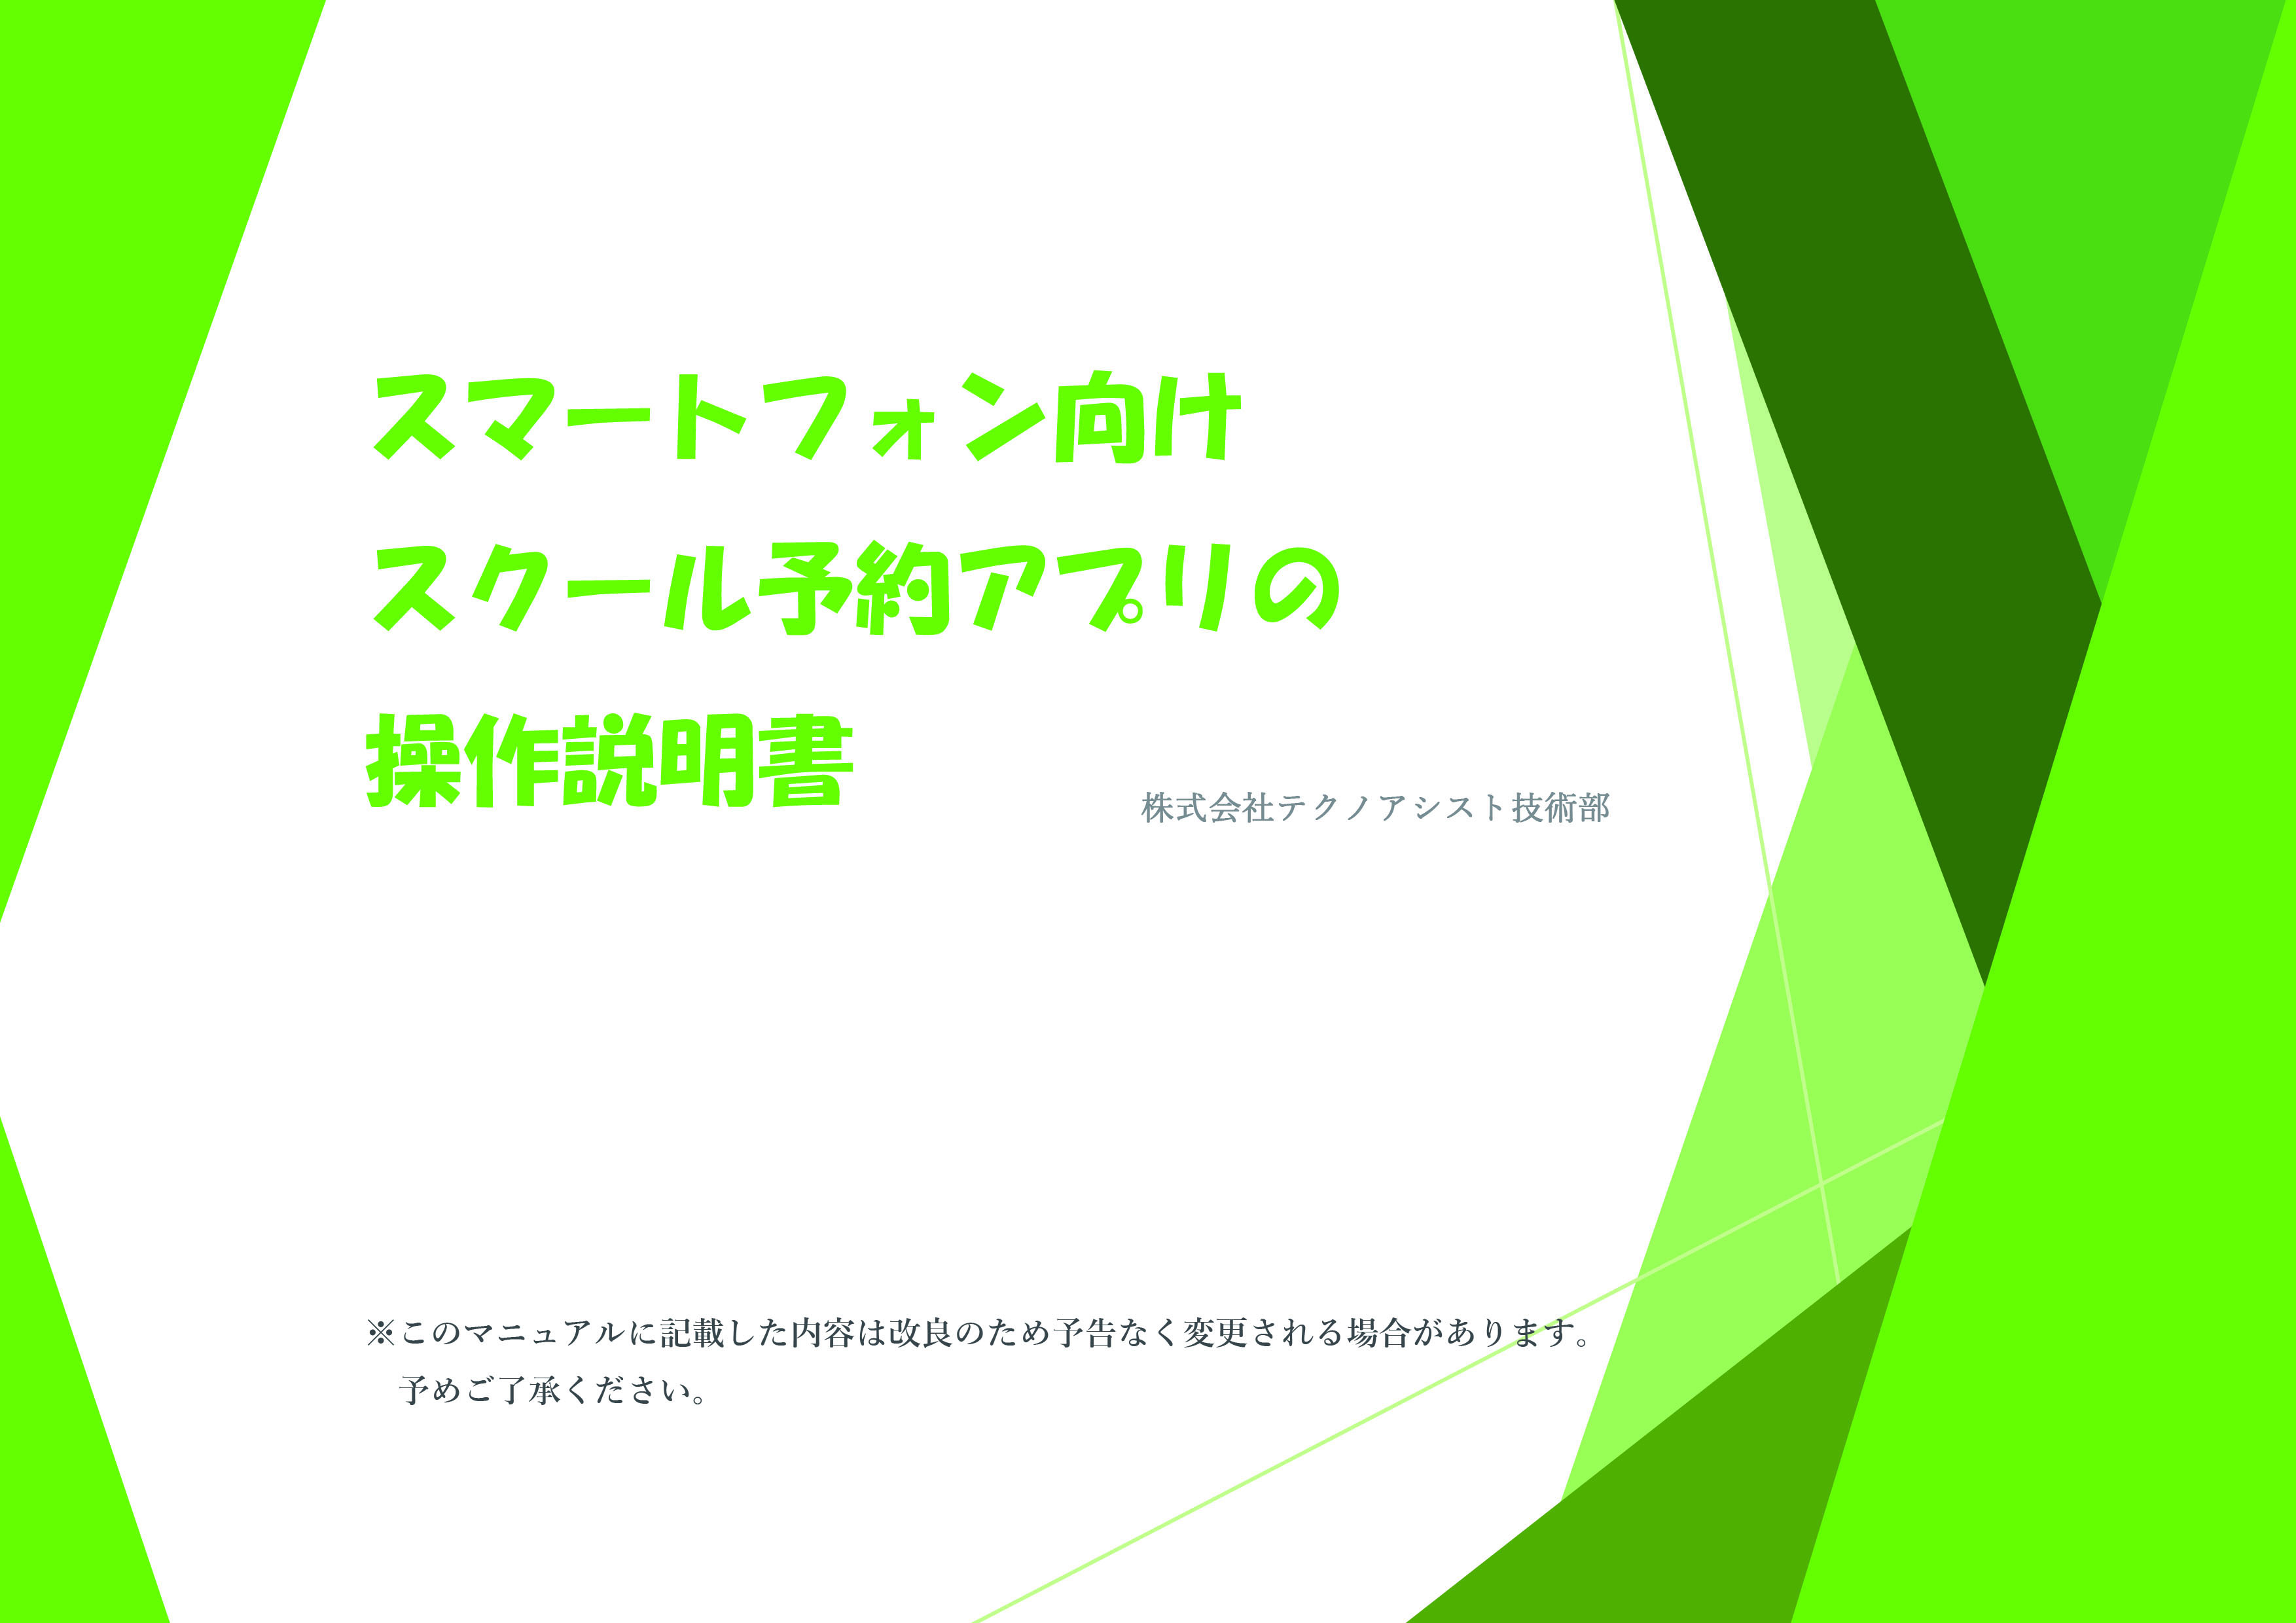 スマートフォン向け
スクール予約アプリの
操作説明書
株式会社テクノアシスト技術部
※このマニュアルに記載した内容は改良のため予告なく変更される場合があります。
予めご了承ください。